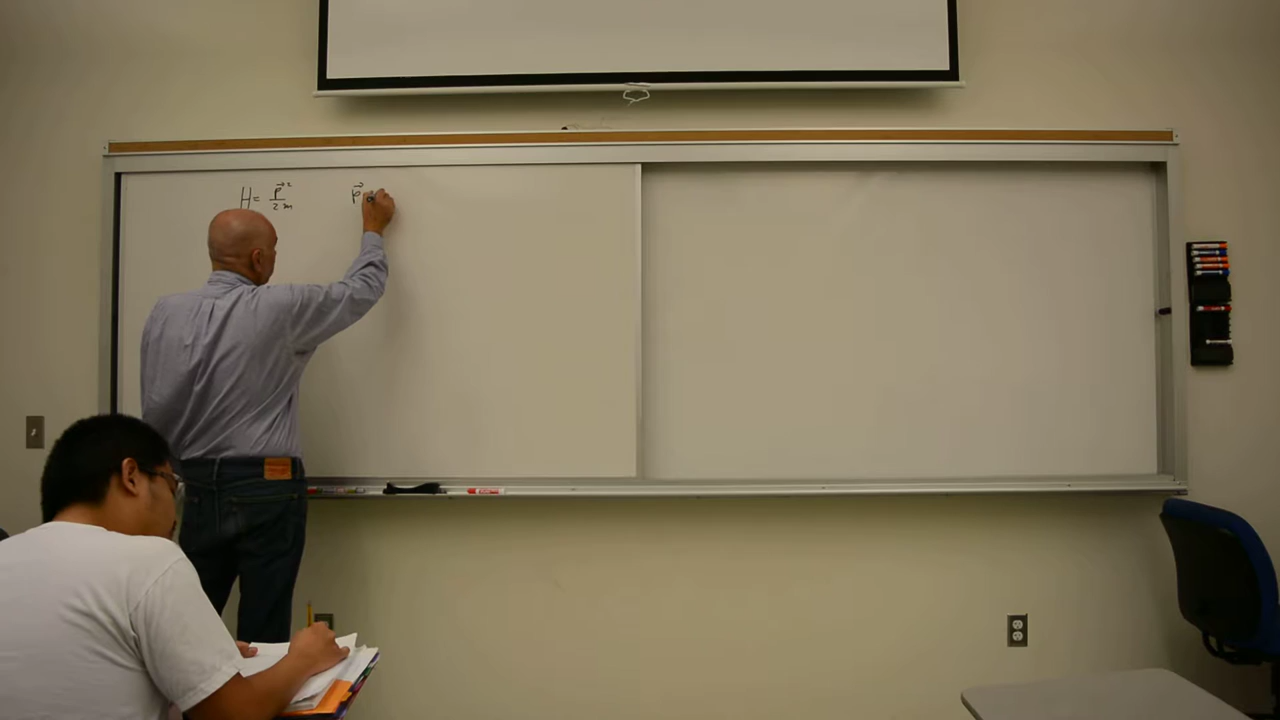 H = p⃗²/2m    p⃗